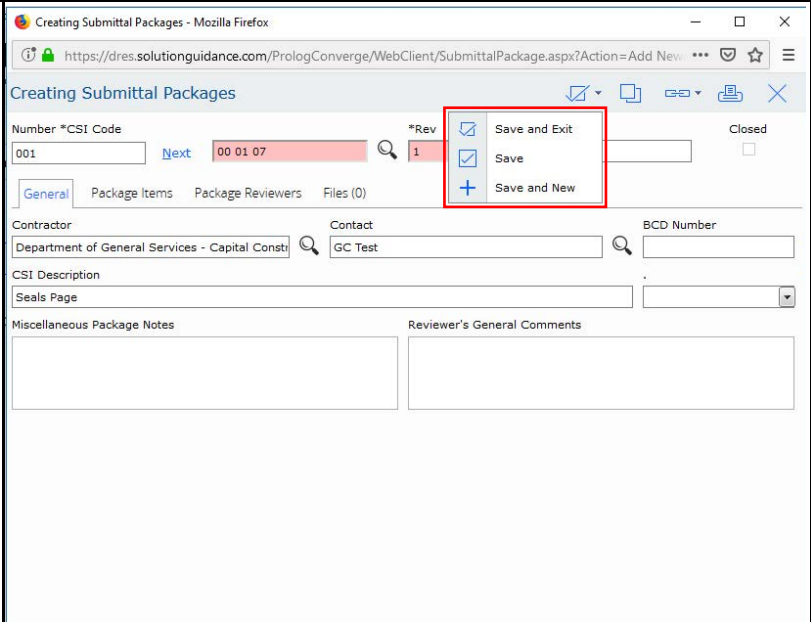 Creating Submittal Packages - Mozilla Firefox
https://dres.solutionguidance.com/PrologConverge/WebClient/SubmittalPackage.aspx?Action=Add New
Creating Submittal Packages
Number *CSI Code *Rev Closed
001 Next 00 01 07 1
Save and Exit
Save
Save and New
General Package Items Package Reviewers Files (0)
Contractor Contact BCD Number
Department of General Services - Capital Constr GC Test
CSI Description .
Seals Page
Miscellaneous Package Notes Reviewer's General Comments